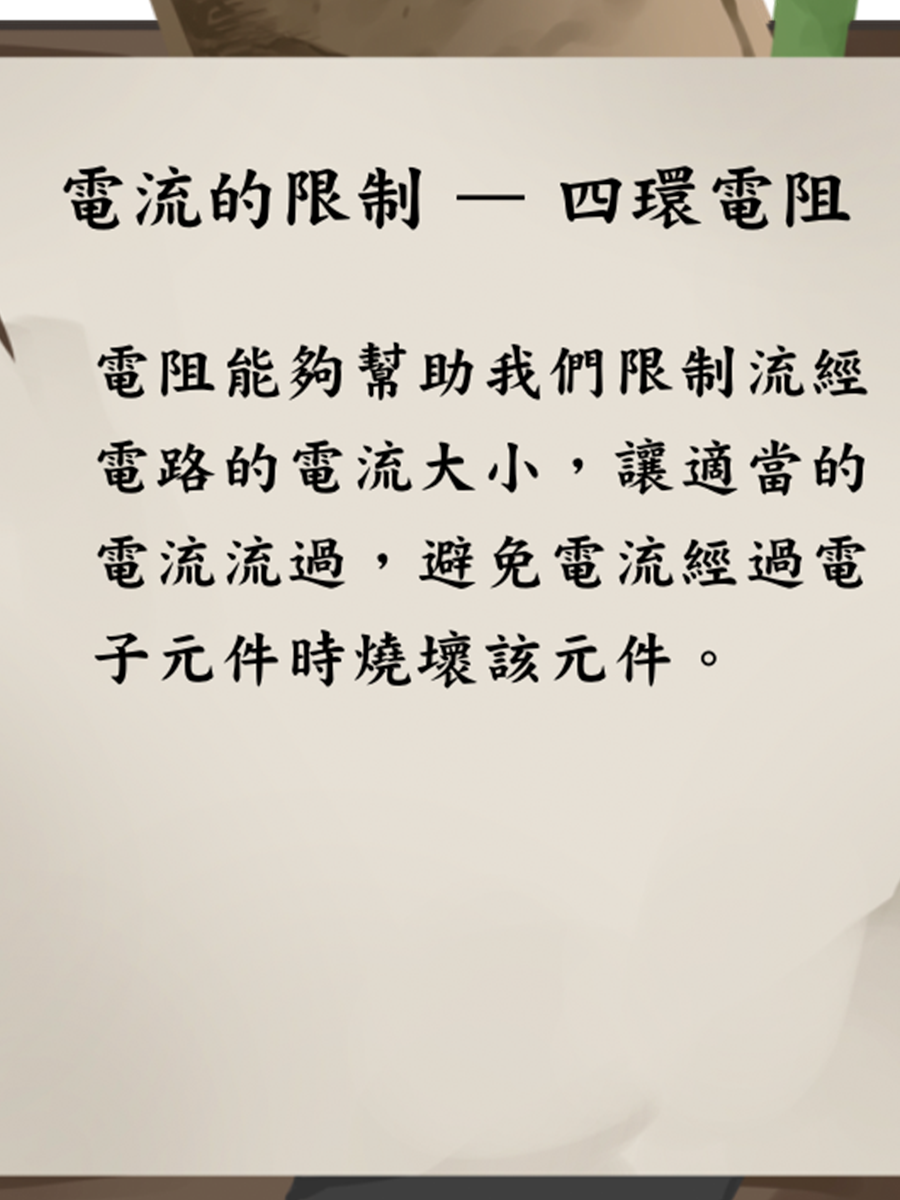 電流的限制 — 四環電阻
電阻能夠幫助我們限制流經
電路的電流大小，讓適當的
電流流過，避免電流經過電
子元件時燒壞該元件。